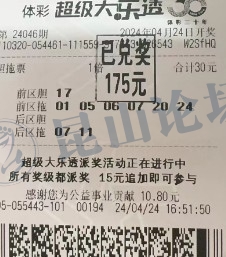 体彩 超级大乐透
第 24046期 2024年04月24日开奖
110320-054461-111559 W2SfHQ
胆拖票 1倍 合计30元
已兑奖
175元
前区胆 17
前区拖 01 05 06 07 20 24
后区胆
后区拖 07 11
昆山论坛
超级大乐透派奖活动正在进行中
所有奖级都派奖 15元追加即可参与
感谢您为公益事业贡献 10.80元
05-055443-101 00194 24/04/24 16:51:50